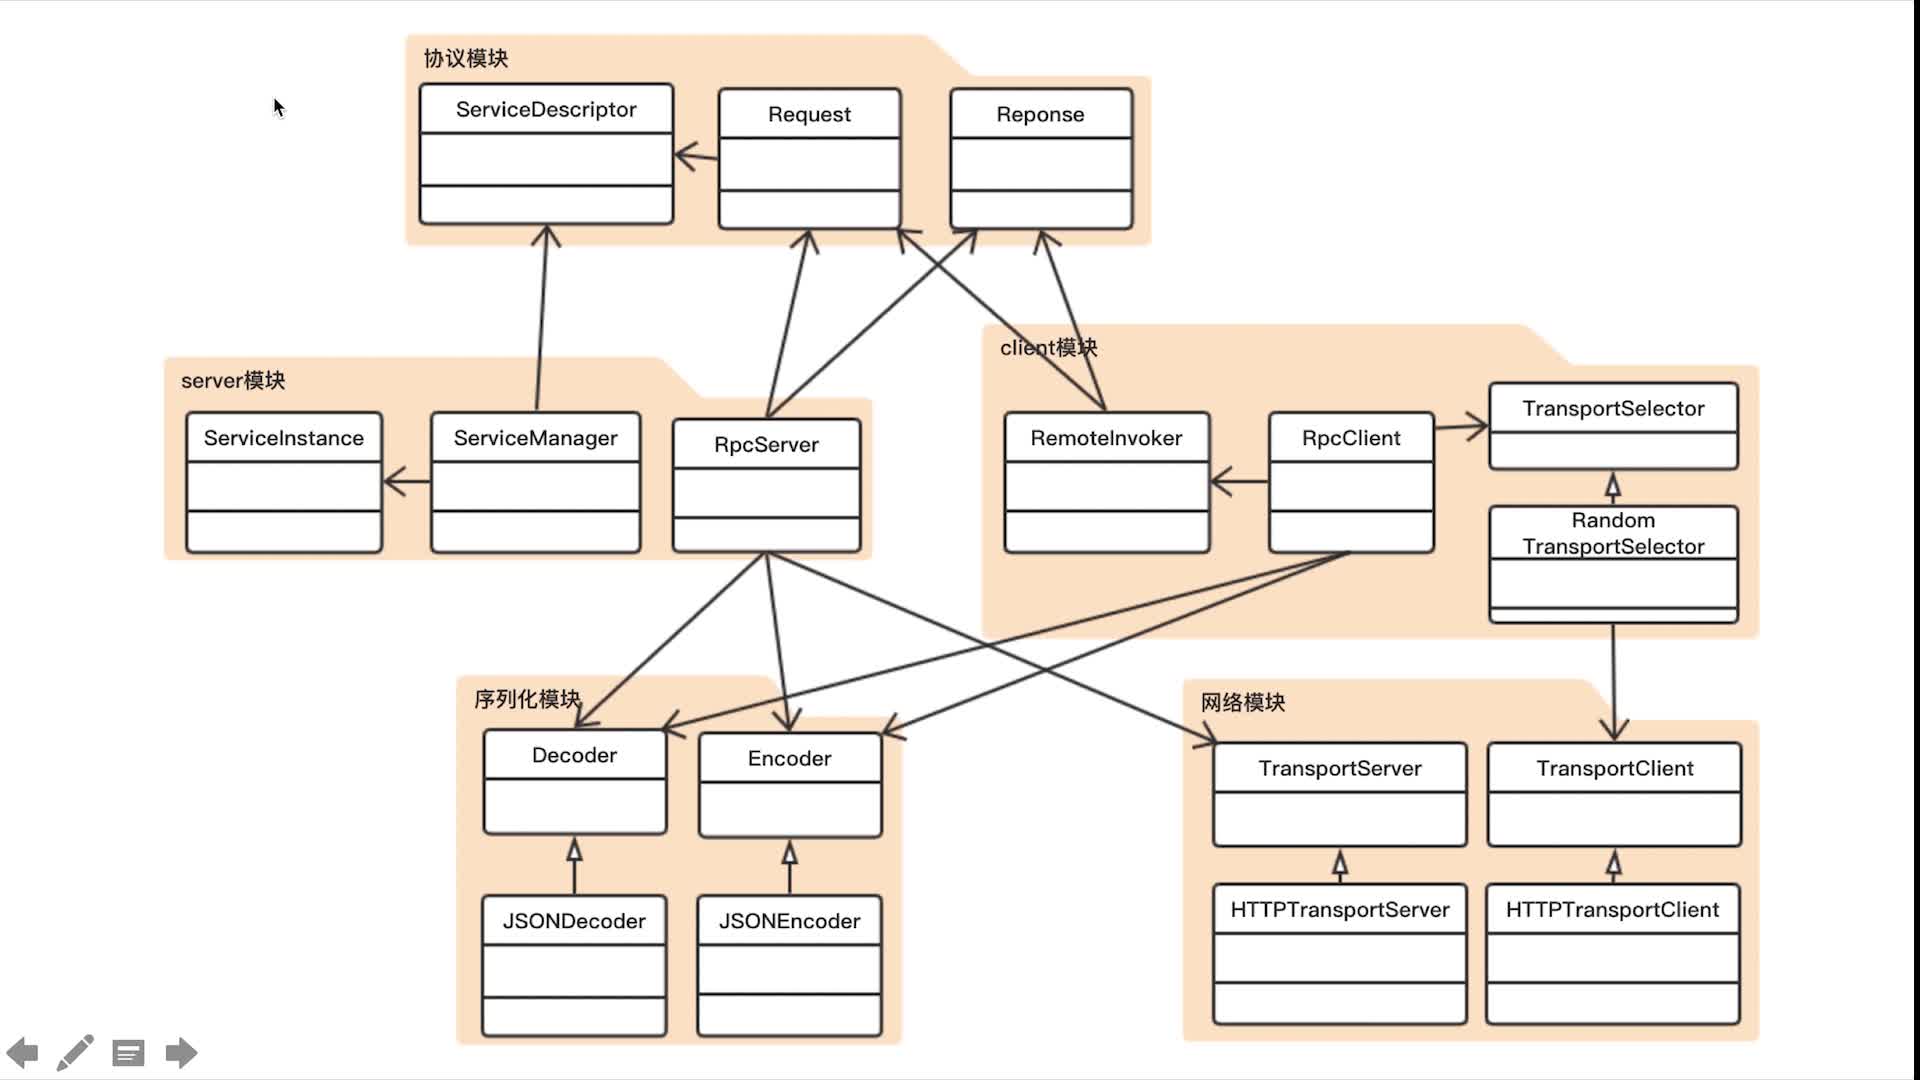 协议模块
ServiceDescriptor
Request
Reponse
server模块
ServiceInstance
ServiceManager
RpcServer
client模块
RemoteInvoker
RpcClient
TransportSelector
Random
TransportSelector
序列化模块
Decoder
Encoder
JSONDecoder
JSONEncoder
网络模块
TransportServer
TransportClient
HTTPTransportServer
HTTPTransportClient